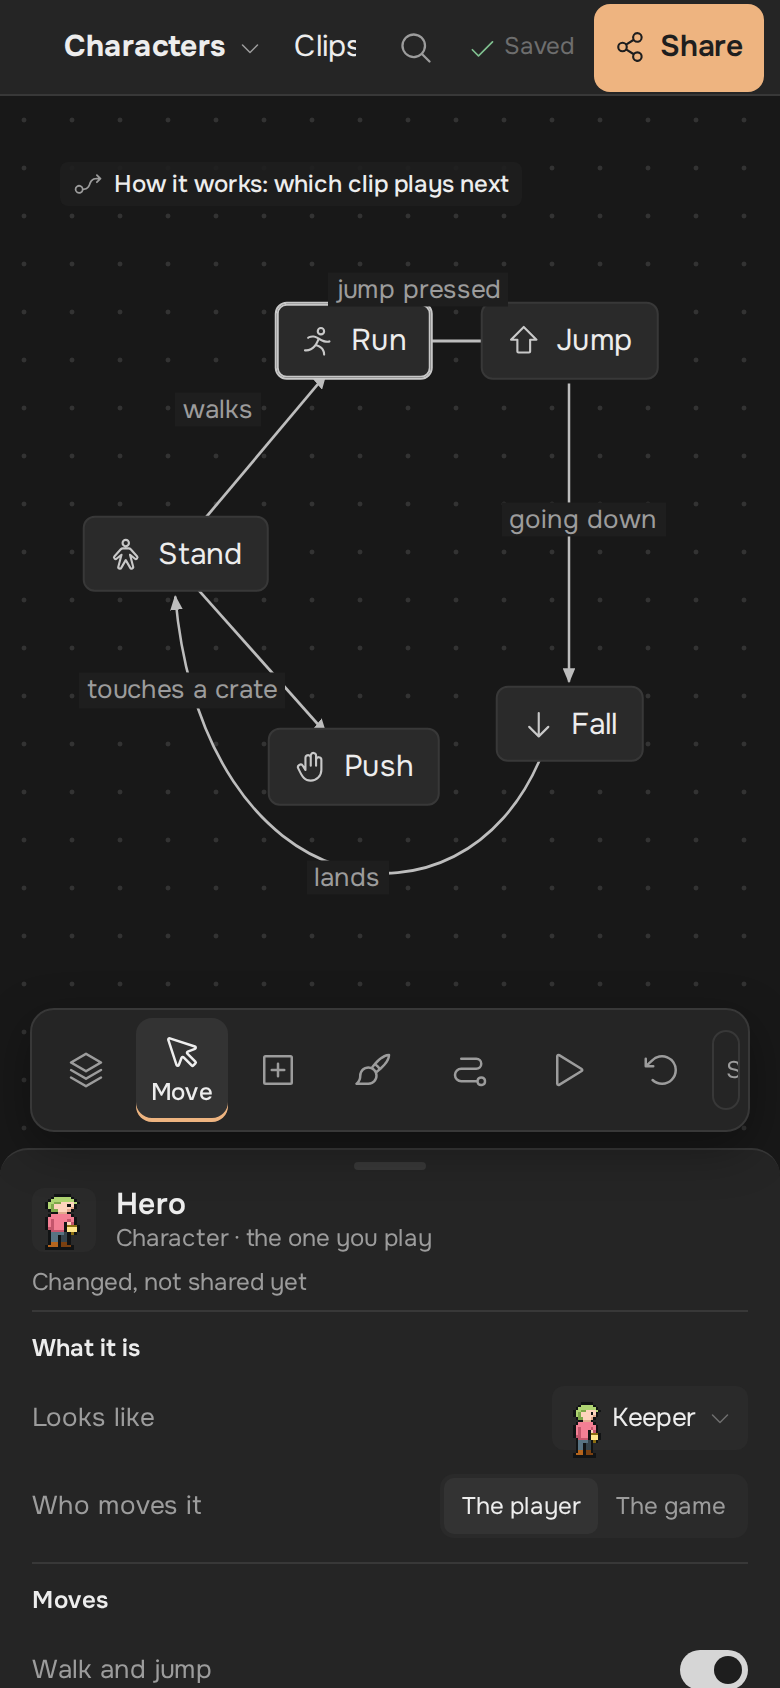 Characters
Clips
Saved
Share
How it works: which clip plays next
jump pressed
Run
Jump
walks
going down
Stand
touches a crate
Fall
Push
lands
Move
S
Hero
Character · the one you play
Changed, not shared yet
What it is
Looks like
Keeper
Who moves it
The player
The game
Moves
Walk and jump